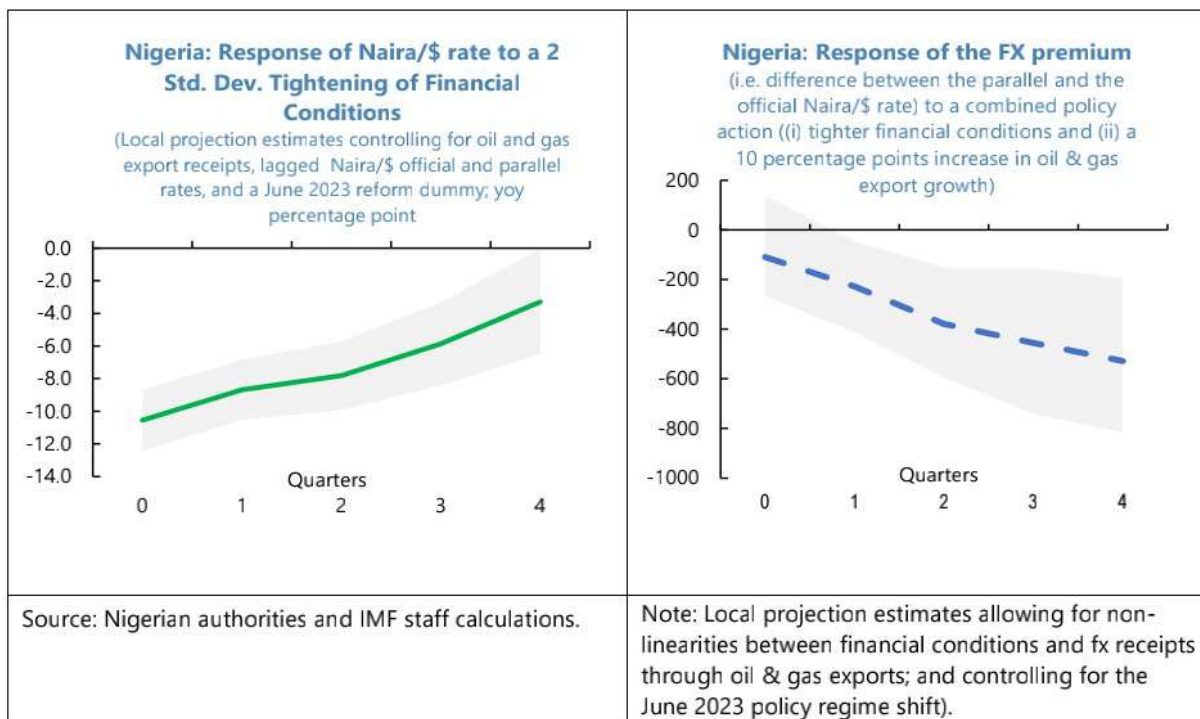 Nigeria: Response of Naira/$ rate to a 2
Std. Dev. Tightening of Financial
Conditions
(Local projection estimates controlling for oil and gas
export receipts, lagged Naira/$ official and parallel
rates, and a June 2023 reform dummy; yoy
percentage point
0.0
-2.0
-4.0
-6.0
-8.0
-10.0
-12.0
-14.0
Quarters
0 1 2 3 4
Nigeria: Response of the FX premium
(i.e. difference between the parallel and the
official Naira/$ rate) to a combined policy
action ((i) tighter financial conditions and (ii) a
10 percentage points increase in oil & gas
export growth)
200
0
-200
-400
-600
-800
-1000
Quarters
0 1 2 3 4
Source: Nigerian authorities and IMF staff calculations.
Note: Local projection estimates allowing for non-
linearities between financial conditions and fx receipts
through oil & gas exports; and controlling for the
June 2023 policy regime shift).